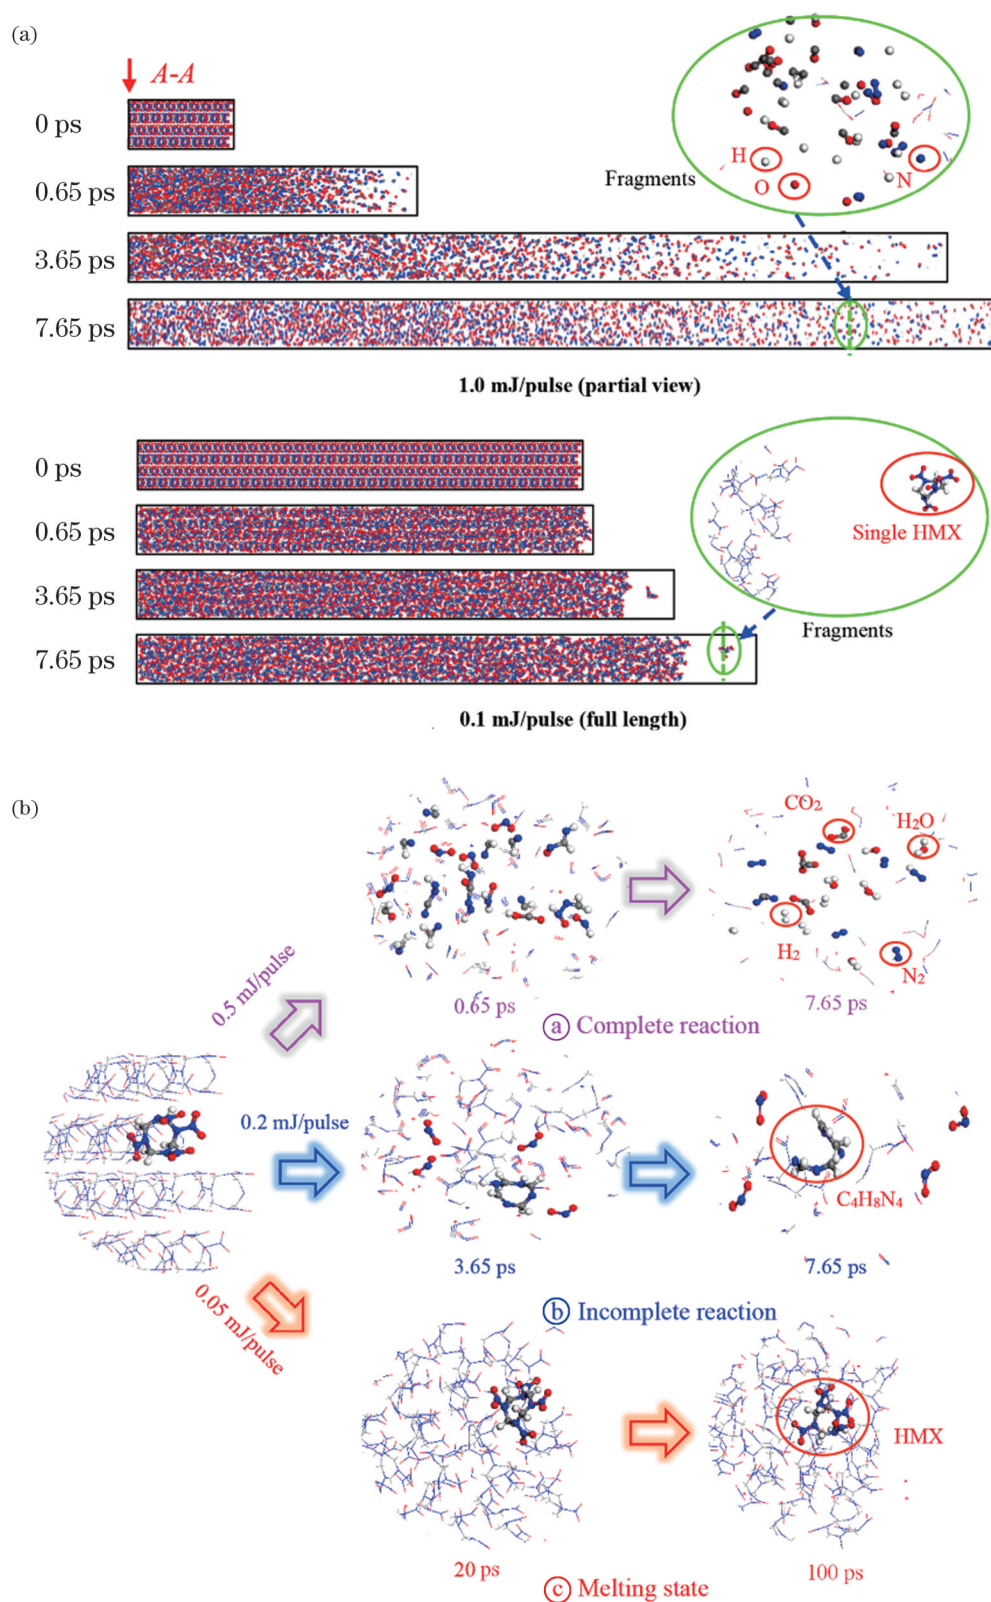 (a)
A-A
0 ps
0.65 ps
3.65 ps
7.65 ps
H
O
N
Fragments
1.0 mJ/pulse (partial view)
0 ps
0.65 ps
3.65 ps
7.65 ps
Single HMX
Fragments
0.1 mJ/pulse (full length)
(b)
CO₂
H₂O
H₂
N₂
0.65 ps
7.65 ps
0.5 mJ/pulse
ⓐ Complete reaction
0.2 mJ/pulse
C₄H₈N₄
3.65 ps
7.65 ps
ⓑ Incomplete reaction
0.05 mJ/pulse
HMX
20 ps
100 ps
ⓒ Melting state